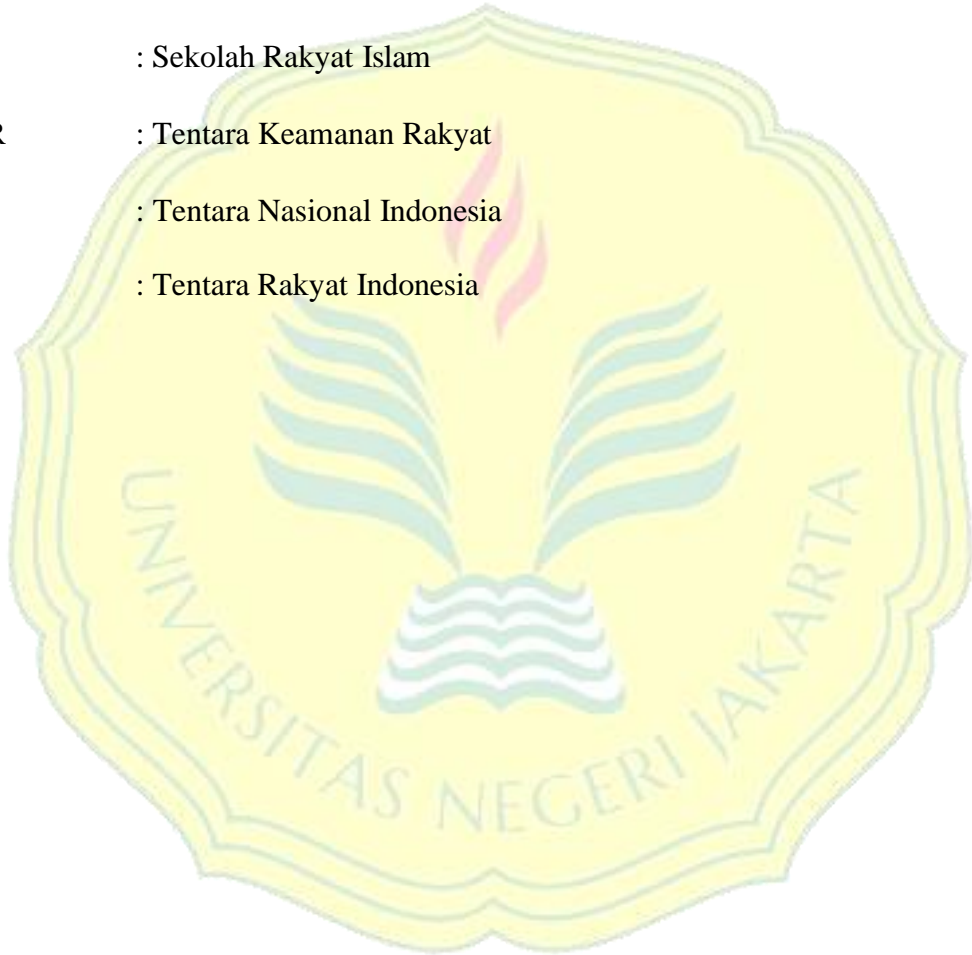 : Sekolah Rakyat Islam
R : Tentara Keamanan Rakyat
: Tentara Nasional Indonesia
: Tentara Rakyat Indonesia
UNIVERSITAS NEGERI JAKARTA